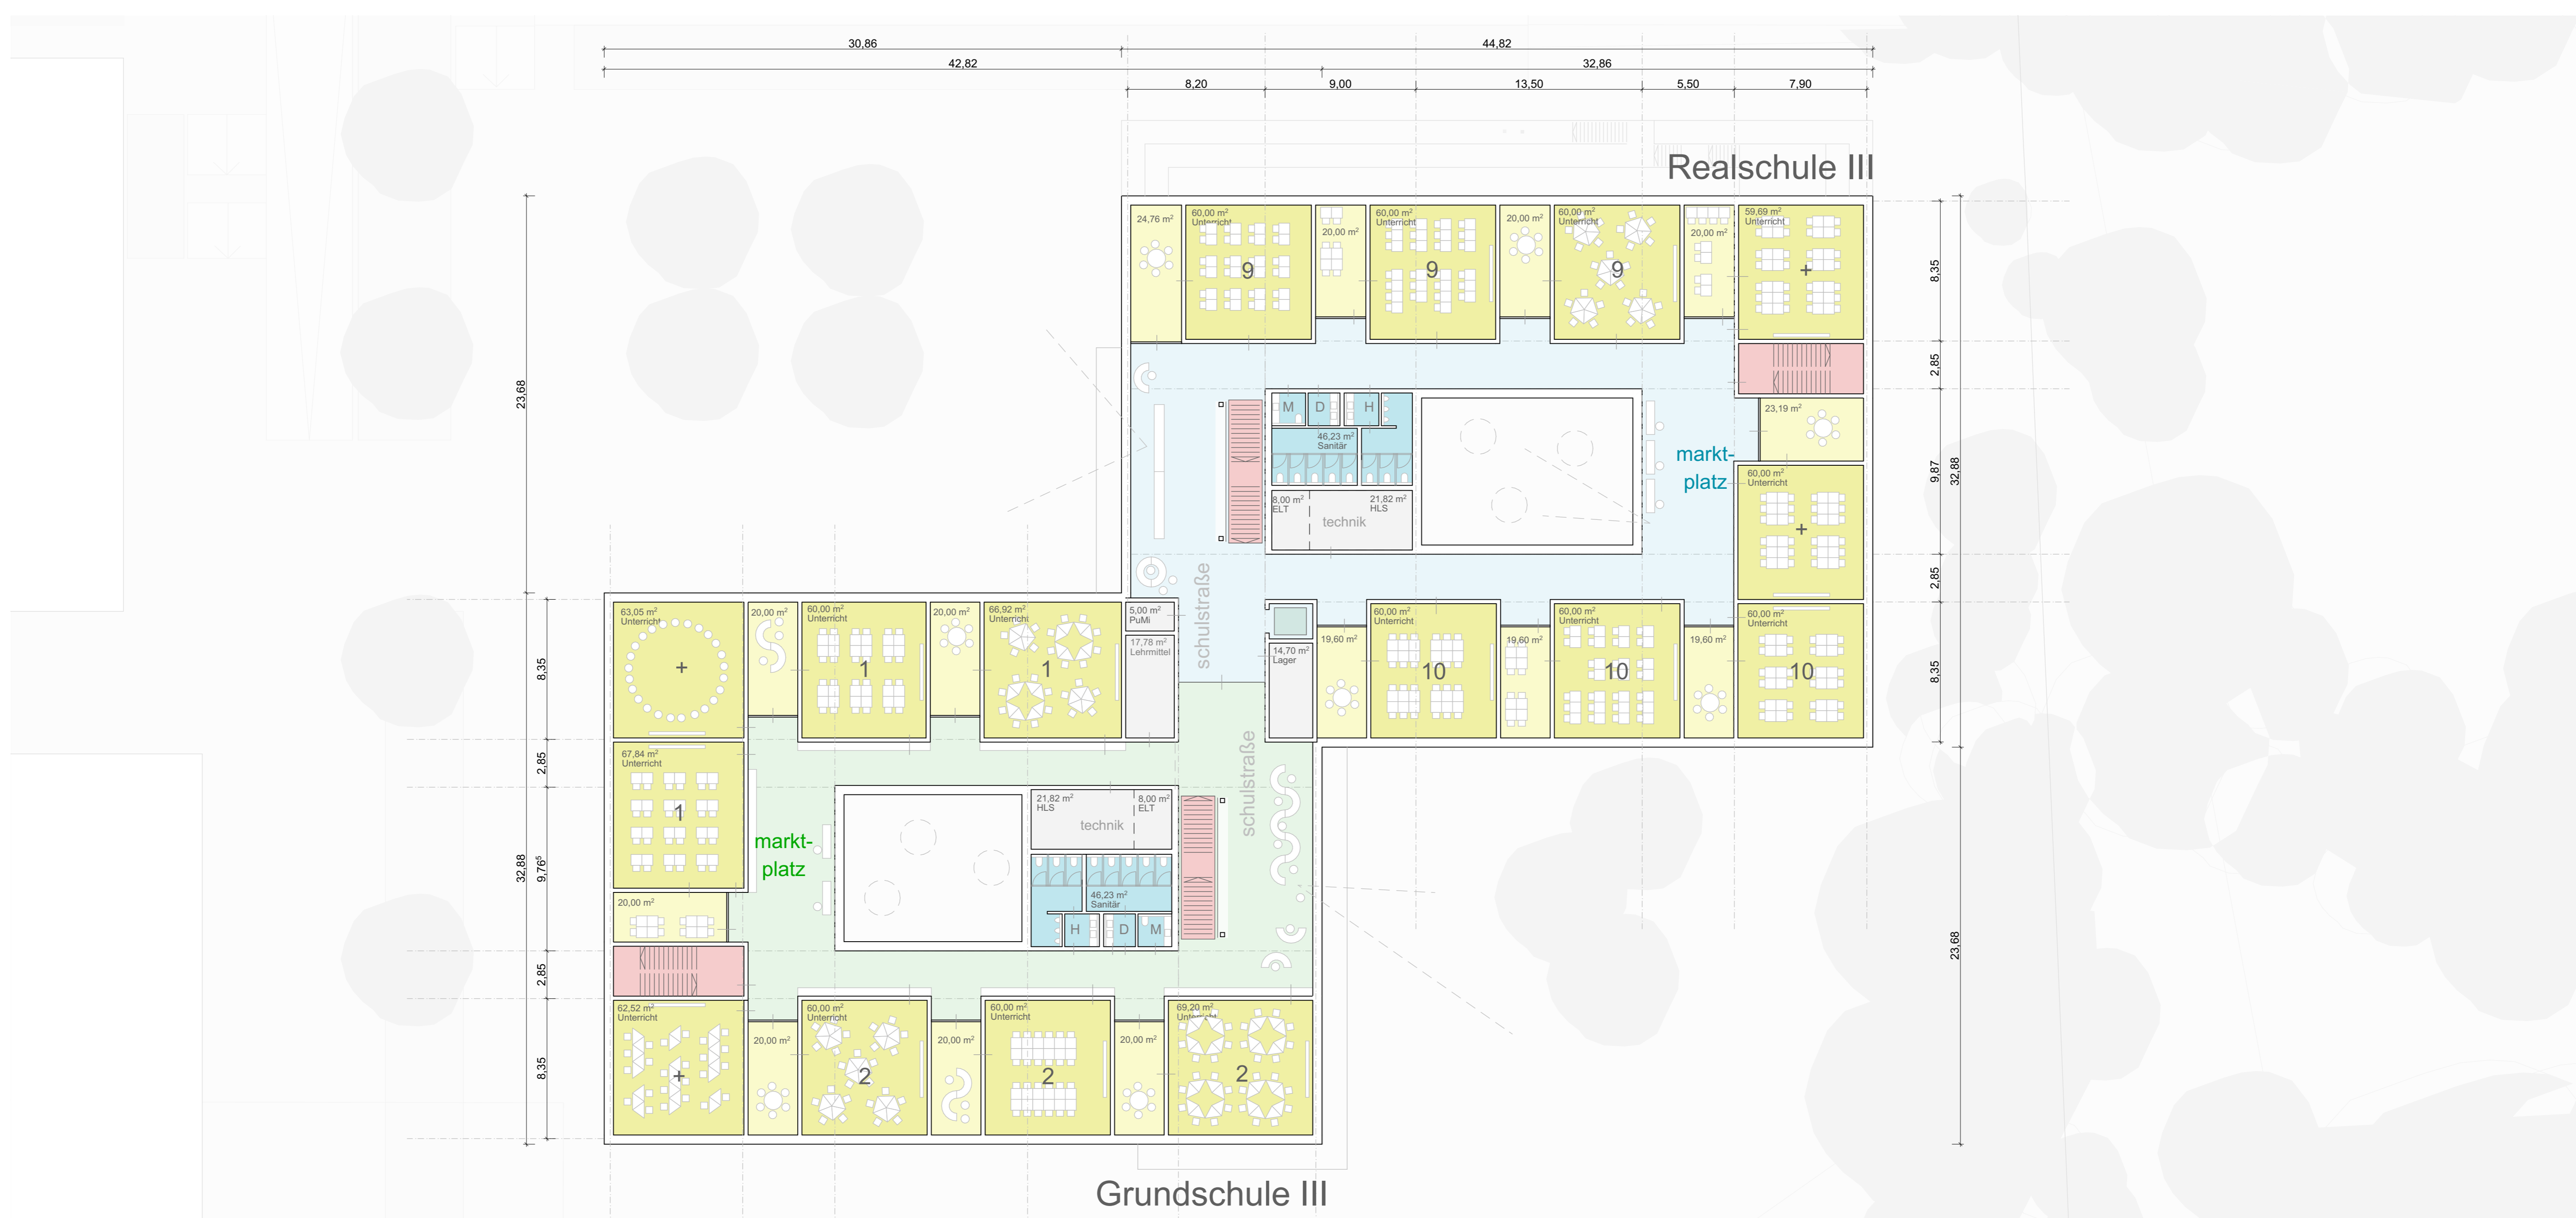 30,86
44,82
42,82
32,86
8,20
9,00
13,50
5,50
7,90
Realschule III
24,76 m²
60,00 m²
Unterricht
9
20,00 m²
60,00 m²
Unterricht
9
20,00 m²
60,00 m²
Unterricht
9
20,00 m²
59,69 m²
Unterricht
+
23,68
8,35
2,85
9,87
32,88
2,85
8,35
23,68
M
D
H
46,23 m²
Sanitär
8,00 m²
ELT
21,82 m²
HLS
technik
markt-
platz
23,19 m²
60,00 m²
Unterricht
+
schulstraße
63,05 m²
Unterricht
+
20,00 m²
60,00 m²
Unterricht
1
20,00 m²
66,92 m²
Unterricht
1
5,00 m²
PuMi
17,78 m²
Lehrmittel
14,70 m²
Lager
19,60 m²
60,00 m²
Unterricht
10
19,60 m²
60,00 m²
Unterricht
10
19,60 m²
60,00 m²
Unterricht
10
8,35
2,85
32,88
9,76⁵
2,85
8,35
67,84 m²
Unterricht
1
markt-
platz
21,82 m²
HLS
8,00 m²
ELT
technik
schulstraße
46,23 m²
Sanitär
H
D
M
20,00 m²
62,52 m²
Unterricht
+
20,00 m²
60,00 m²
Unterricht
2
20,00 m²
60,00 m²
Unterricht
2
20,00 m²
69,20 m²
Unterricht
2
Grundschule III